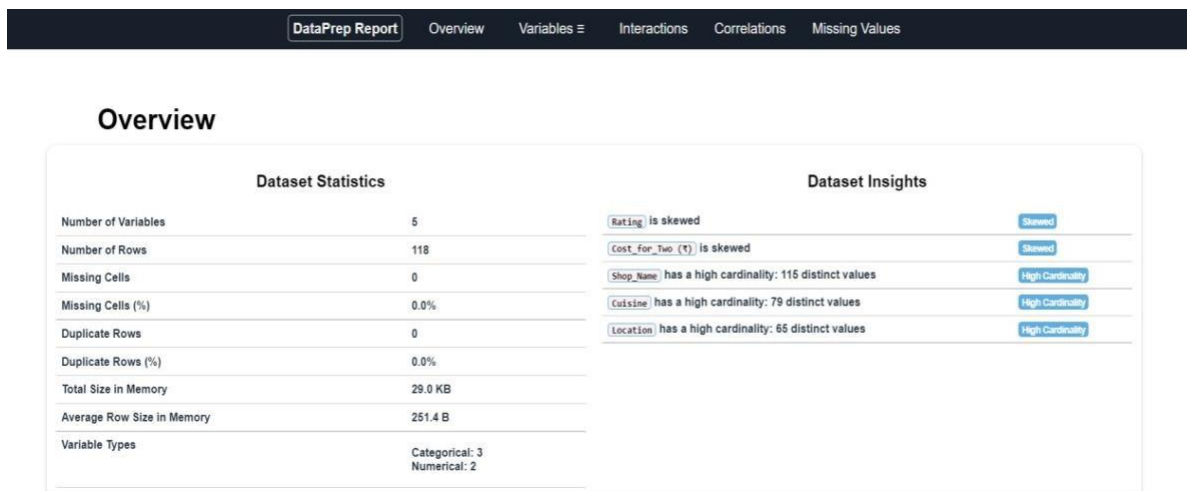 DataPrep Report Overview Variables ≡ Interactions Correlations Missing Values
Overview
Dataset Statistics
Number of Variables 5
Number of Rows 118
Missing Cells 0
Missing Cells (%) 0.0%
Duplicate Rows 0
Duplicate Rows (%) 0.0%
Total Size in Memory 29.0 KB
Average Row Size in Memory 251.4 B
Variable Types Categorical: 3
Numerical: 2
Dataset Insights
Rating is skewed Skewed
Cost_for_Two (₹) is skewed Skewed
Shop_Name has a high cardinality: 115 distinct values High Cardinality
Cuisine has a high cardinality: 79 distinct values High Cardinality
Location has a high cardinality: 65 distinct values High Cardinality